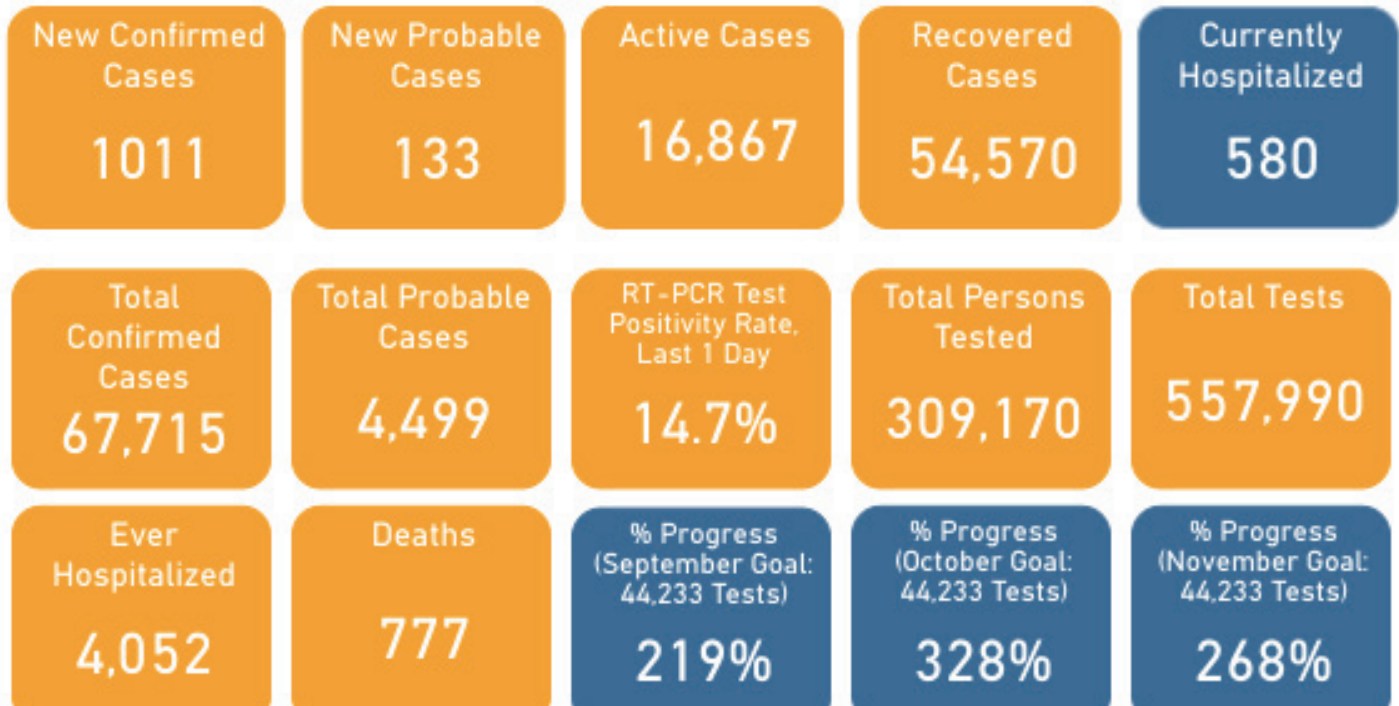 New Confirmed
Cases
1011
New Probable
Cases
133
Active Cases
16,867
Recovered
Cases
54,570
Currently
Hospitalized
580
Total
Confirmed
Cases
67,715
Total Probable
Cases
4,499
RT-PCR Test
Positivity Rate,
Last 1 Day
14.7%
Total Persons
Tested
309,170
Total Tests
557,990
Ever
Hospitalized
4,052
Deaths
777
% Progress
(September Goal:
44,233 Tests)
219%
% Progress
(October Goal:
44,233 Tests)
328%
% Progress
(November Goal:
44,233 Tests)
268%